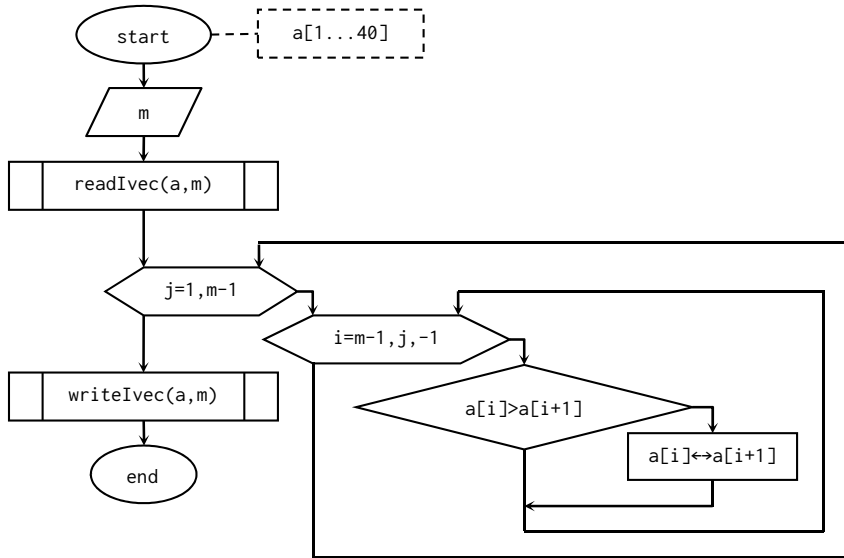 start
a[1...40]
m
readIvec(a,m)
j=1,m-1
i=m-1,j,-1
writeIvec(a,m)
a[i]>a[i+1]
a[i]↔a[i+1]
end